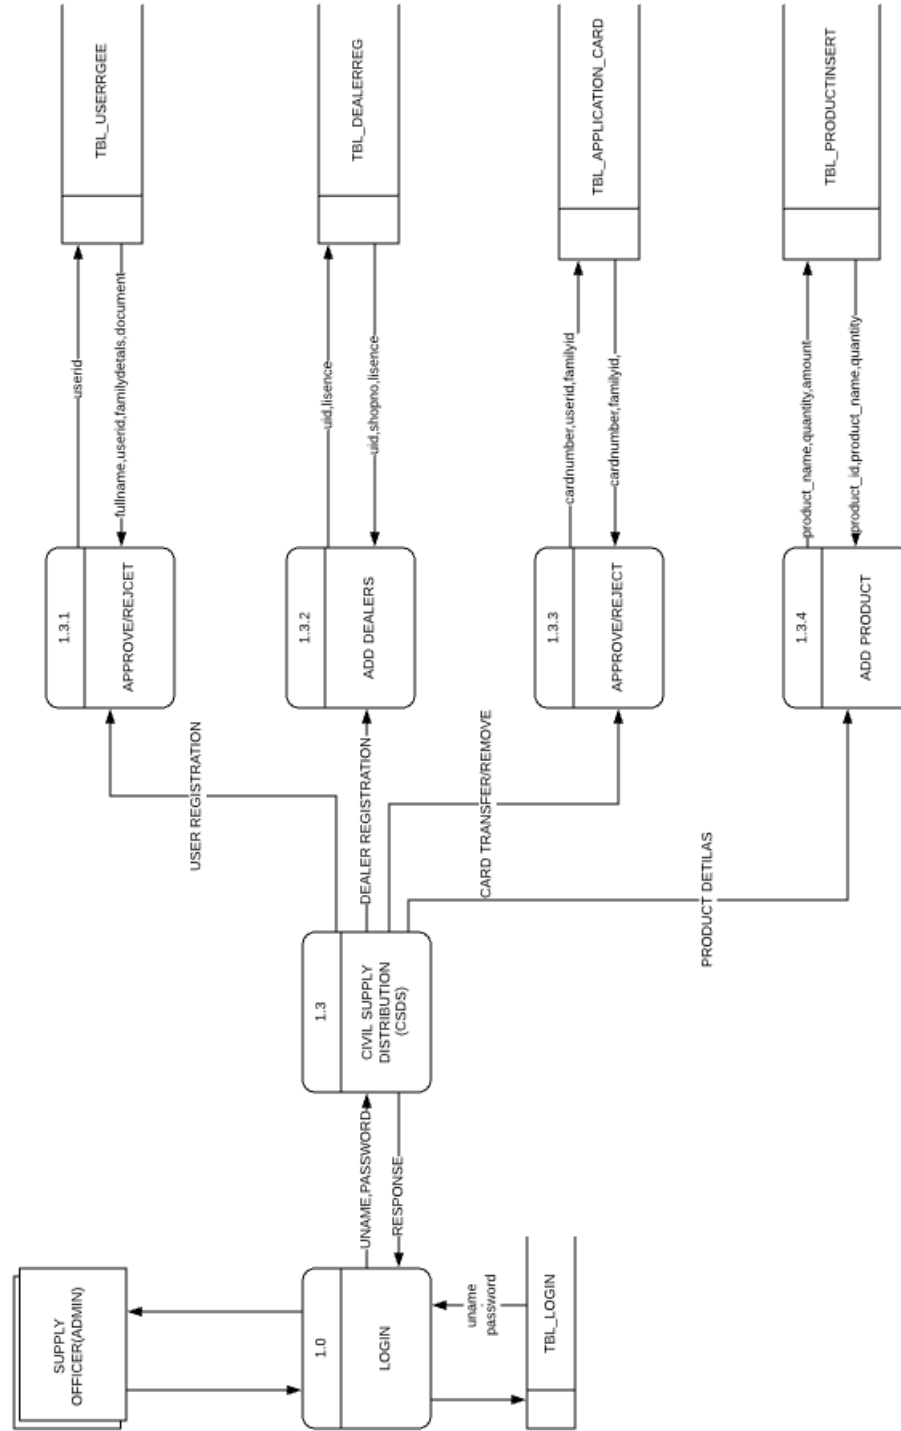 SUPPLY
OFFICER(ADMIN)
1.0
LOGIN
uname
password
TBL_LOGIN
UNAME,PASSWORD
RESPONSE
1.3
CIVIL SUPPLY
DISTRIBUTION
(CSDS)
USER REGISTRATION
DEALER REGISTRATION
CARD TRANSFER/REMOVE
PRODUCT DETILAS
1.3.1
APPROVE/REJCET
userid
fullname,userid,familydetals,document
TBL_USERRGEE
1.3.2
ADD DEALERS
uid,lisence
uid,shopno,lisence
TBL_DEALERREG
1.3.3
APPROVE/REJECT
cardnumber,userid,familyid
cardnumber,familyid,
TBL_APPLICATION_CARD
1.3.4
ADD PRODUCT
product_name,quantity,amount
product_id,product_name,quantity
TBL_PRODUCTINSERT